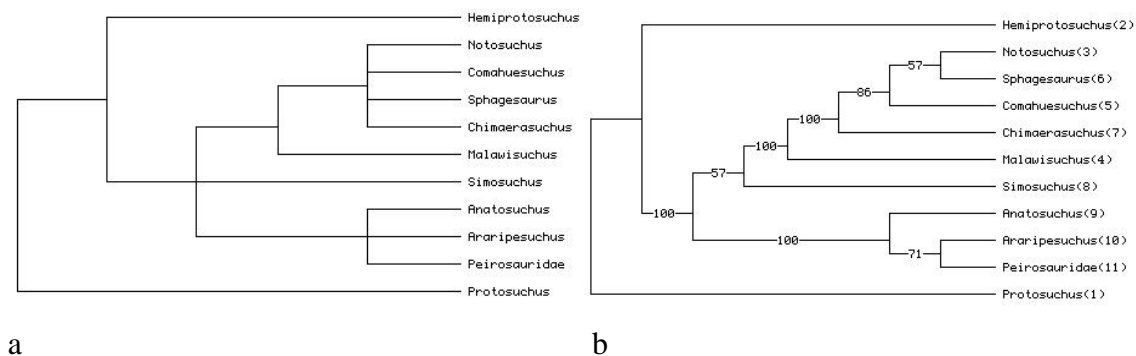 Hemiprotosuchus
Notosuchus
Comahuesuchus
Sphagesaurus
Chimaerasuchus
Malawisuchus
Simosuchus
Anatosuchus
Araripesuchus
Peirosauridae
Protosuchus
a
Hemiprotosuchus(2)
Notosuchus(3)
57
Sphagesaurus(6)
86
Comahuesuchus(5)
100
Chimaerasuchus(7)
100
Malawisuchus(4)
57
Simosuchus(8)
100
Anatosuchus(9)
100
Araripesuchus(10)
71
Peirosauridae(11)
Protosuchus(1)
b